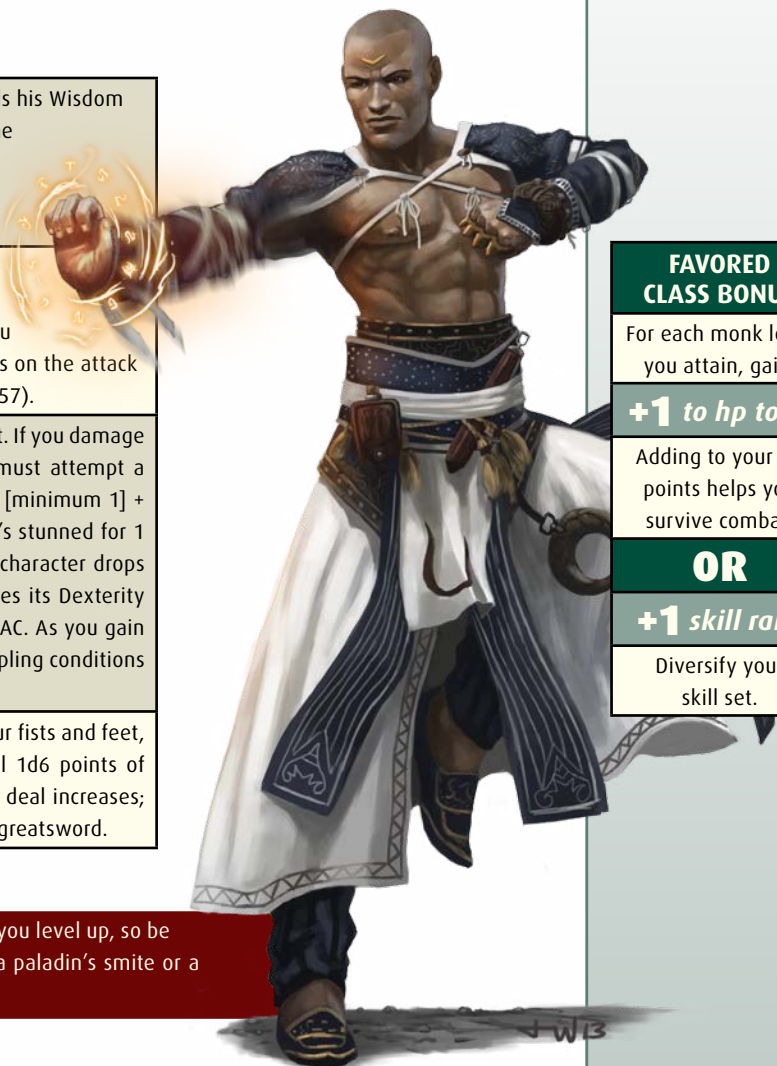 s his Wisdom
ne
u
s on the attack
57).
t. If you damage
must attempt a
[minimum 1] +
's stunned for 1
character drops
es its Dexterity
AC. As you gain
pling conditions
ur fists and feet,
l 1d6 points of
deal increases;
greatsword.
you level up, so be
a paladin's smite or a
FAVORED
CLASS BONU
For each monk le
you attain, gai
+1 to hp to
Adding to your
points helps yo
survive comba
OR
+1 skill ra
Diversify you
skill set.